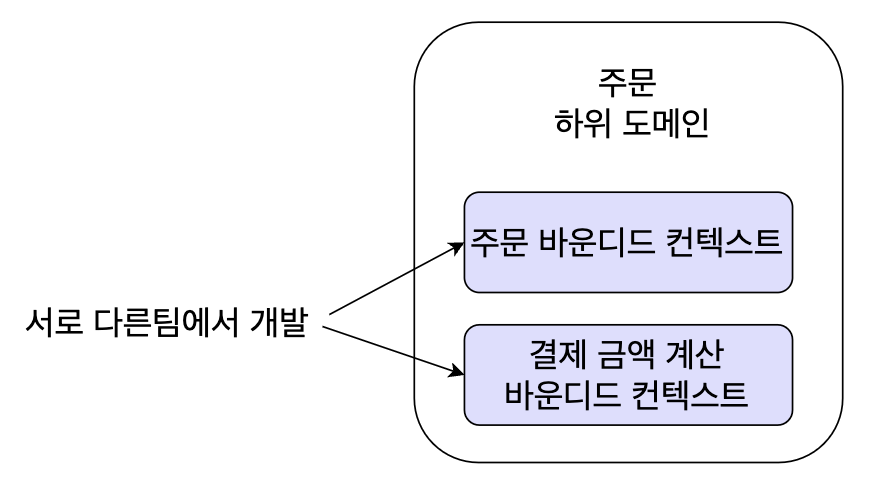 주문
하위 도메인
주문 바운디드 컨텍스트
서로 다른팀에서 개발
결제 금액 계산
바운디드 컨텍스트